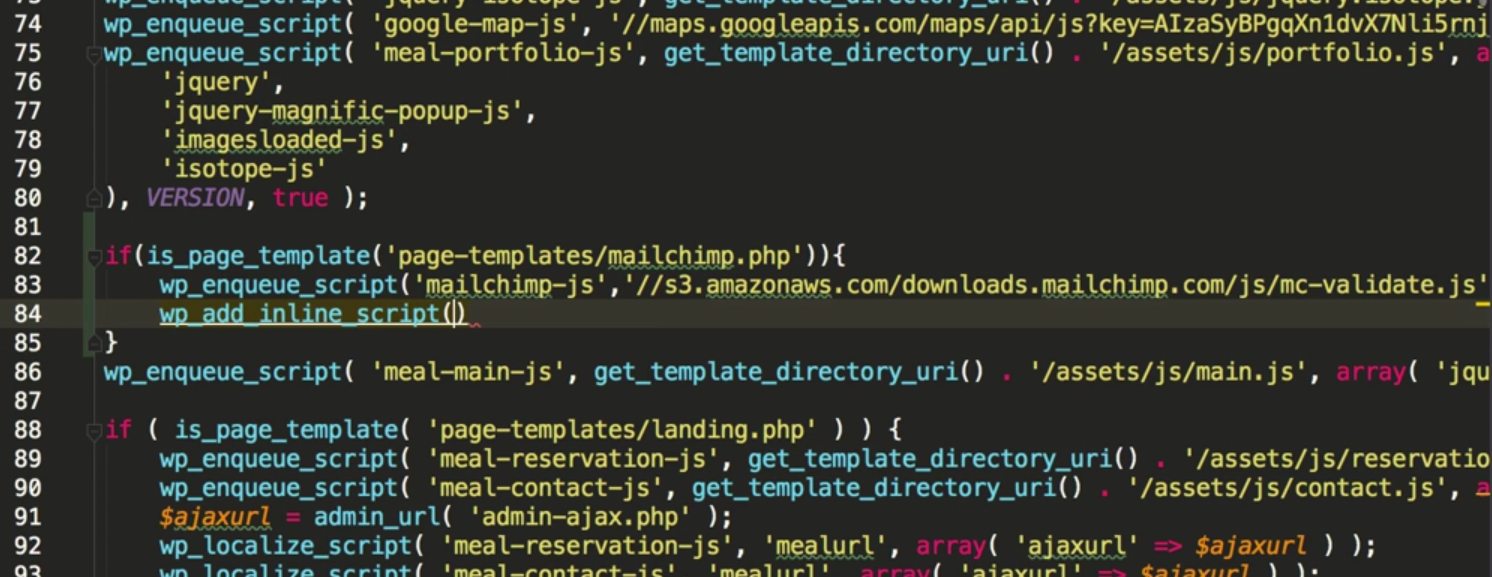 73 wp_enqueue_script( 'jquery-isotope-js', get_template_directory_uri() . '/assets/js/jquery.isotope.
74 wp_enqueue_script( 'google-map-js', '//maps.googleapis.com/maps/api/js?key=AIzaSyBPgqXn1dvX7Nli5rnj
75 wp_enqueue_script( 'meal-portfolio-js', get_template_directory_uri() . '/assets/js/portfolio.js', a
76 'jquery',
77 'jquery-magnific-popup-js',
78 'imagesloaded-js',
79 'isotope-js'
80 ), VERSION, true );
81
82 if(is_page_template('page-templates/mailchimp.php')){
83 wp_enqueue_script('mailchimp-js','//s3.amazonaws.com/downloads.mailchimp.com/js/mc-validate.js'
84 wp_add_inline_script()
85 }
86 wp_enqueue_script( 'meal-main-js', get_template_directory_uri() . '/assets/js/main.js', array( 'jqu
87
88 if ( is_page_template( 'page-templates/landing.php' ) ) {
89 wp_enqueue_script( 'meal-reservation-js', get_template_directory_uri() . '/assets/js/reservatio
90 wp_enqueue_script( 'meal-contact-js', get_template_directory_uri() . '/assets/js/contact.js', a
91 $ajaxurl = admin_url( 'admin-ajax.php' );
92 wp_localize_script( 'meal-reservation-js', 'mealurl', array( 'ajaxurl' => $ajaxurl ) );
93 wp_localize_script( 'meal-contact-js', 'mealurl', array( 'ajaxurl' => $ajaxurl ) );